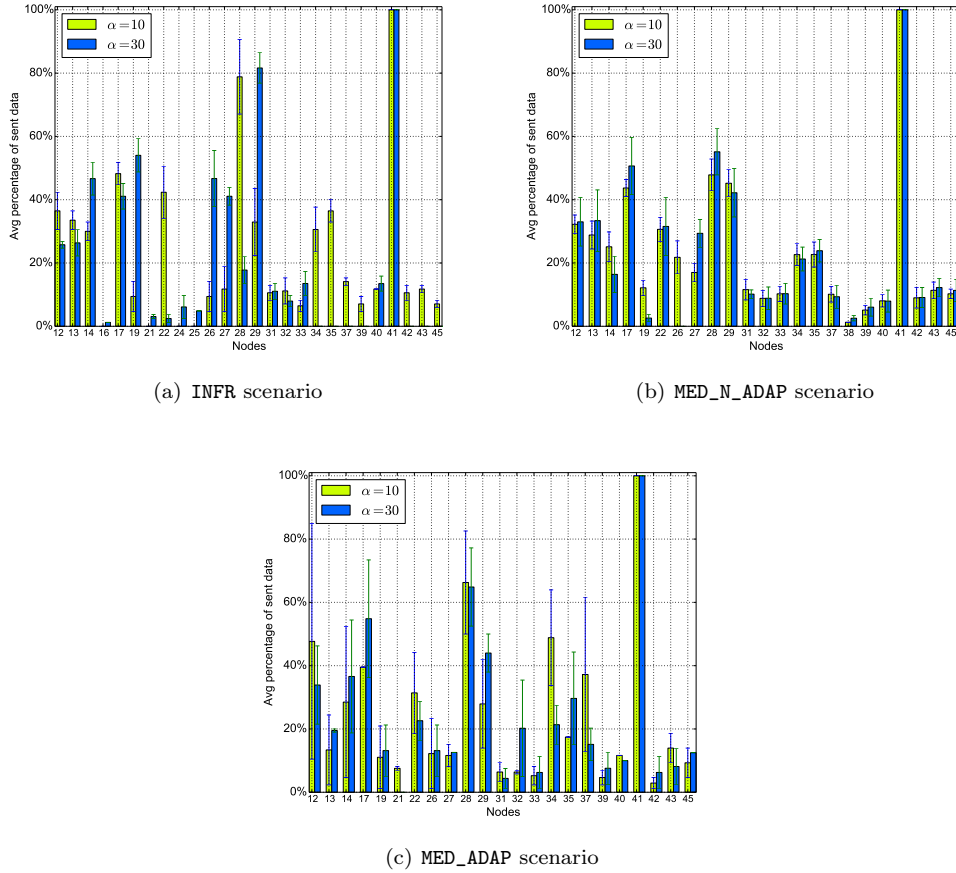 100%
80%
60%
40%
20%
0%
Avg percentage of sent data
α=10
α=30
12 13 14 16 17 19 21 22 24 25 26 27 28 29 31 32 33 34 35 37 39 40 41 42 43 45
Nodes
(a) INFR scenario
100%
80%
60%
40%
20%
0%
Avg percentage of sent data
α=10
α=30
12 13 14 17 19 22 26 27 28 29 31 32 33 34 35 37 38 39 40 41 42 43 45
Nodes
(b) MED_N_ADAP scenario
100%
80%
60%
40%
20%
0%
Avg percentage of sent data
α=10
α=30
12 13 14 17 19 21 22 26 27 28 29 31 32 33 34 35 37 39 40 41 42 43 45
Nodes
(c) MED_ADAP scenario